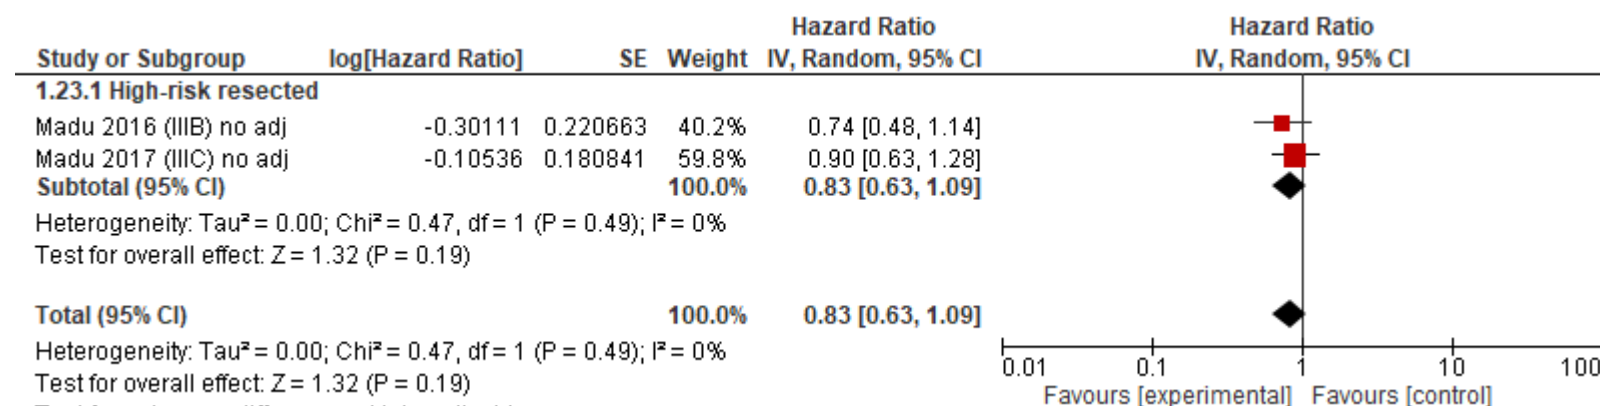 Hazard Ratio Hazard Ratio
Study or Subgroup log[Hazard Ratio] SE Weight IV, Random, 95% CI IV, Random, 95% CI
1.23.1 High-risk resected
Madu 2016 (IIIB) no adj -0.30111 0.220663 40.2% 0.74 [0.48, 1.14]
Madu 2017 (IIIC) no adj -0.10536 0.180841 59.8% 0.90 [0.63, 1.28]
Subtotal (95% CI) 100.0% 0.83 [0.63, 1.09]
Heterogeneity: Tau² = 0.00; Chi² = 0.47, df = 1 (P = 0.49); I² = 0%
Test for overall effect: Z = 1.32 (P = 0.19)
Total (95% CI) 100.0% 0.83 [0.63, 1.09]
Heterogeneity: Tau² = 0.00; Chi² = 0.47, df = 1 (P = 0.49); I² = 0%
Test for overall effect: Z = 1.32 (P = 0.19)
0.01 0.1 1 10 100
Favours [experimental] Favours [control]